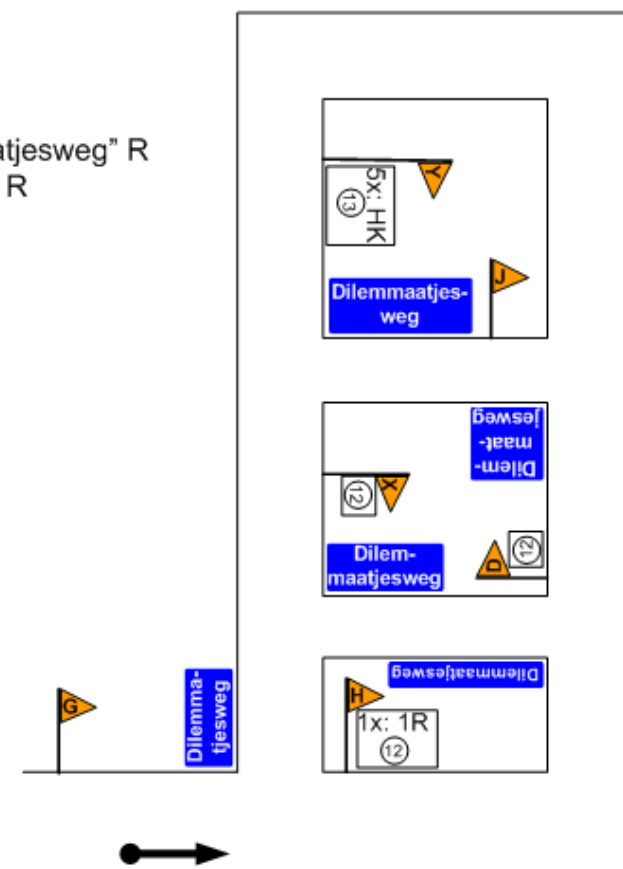 atjesweg” R
R
Y
5x: HK
13
J
Dilemmaatjes-
weg
Dilem-
maat-
jesweg
X
12
D
12
Dilem-
maatjesweg
Dilemma-
tjesweg
G
Dilemmaatjesweg
H
1x: 1R
12